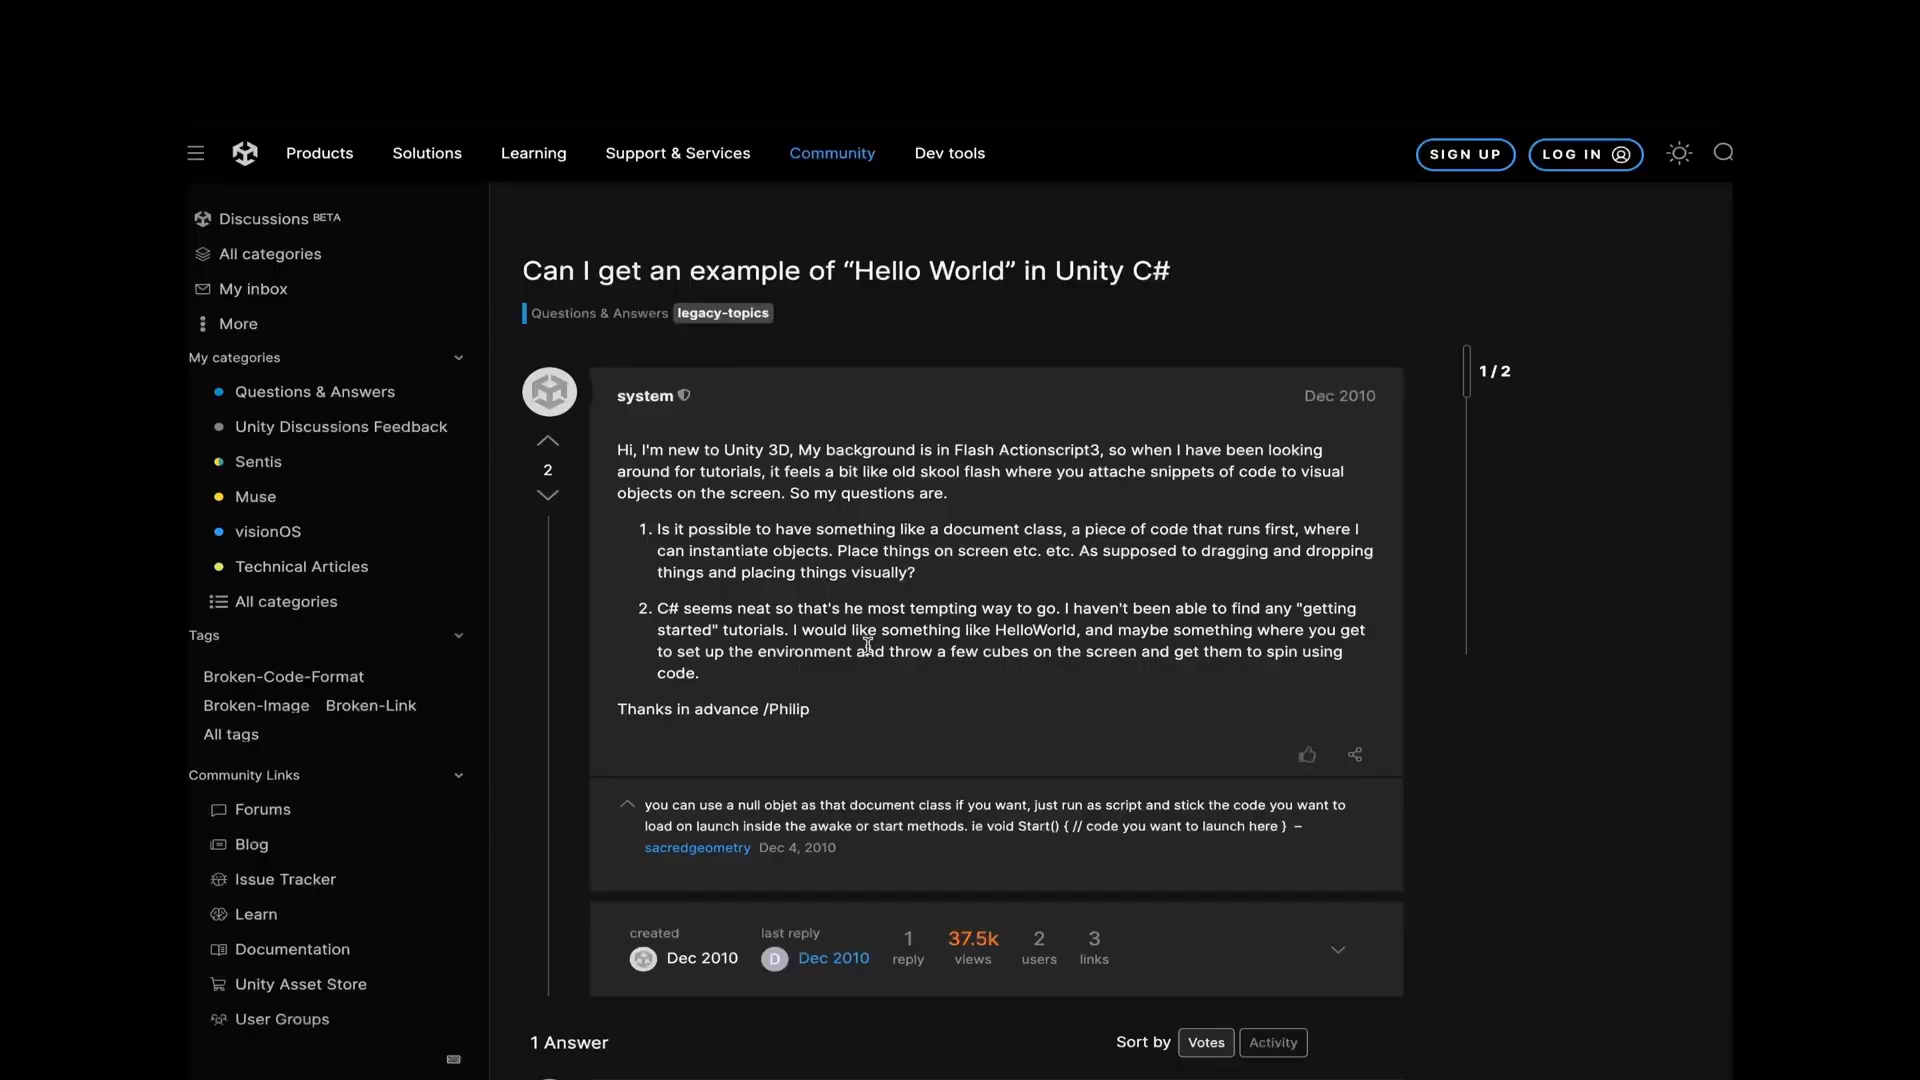 Products Solutions Learning Support & Services Community Dev tools SIGN UP LOG IN
Discussions BETA
All categories
My inbox
More
My categories
Questions & Answers
Unity Discussions Feedback
Sentis
Muse
visionOS
Technical Articles
All categories
Tags
Broken-Code-Format
Broken-Image Broken-Link
All tags
Community Links
Forums
Blog
Issue Tracker
Learn
Documentation
Unity Asset Store
User Groups
Can I get an example of “Hello World” in Unity C#
Questions & Answers legacy-topics
system Dec 2010
2
Hi, I'm new to Unity 3D, My background is in Flash Actionscript3, so when I have been looking
around for tutorials, it feels a bit like old skool flash where you attache snippets of code to visual
objects on the screen. So my questions are.
1. Is it possible to have something like a document class, a piece of code that runs first, where I
can instantiate objects. Place things on screen etc. etc. As supposed to dragging and dropping
things and placing things visually?
2. C# seems neat so that's he most tempting way to go. I haven't been able to find any "getting
started" tutorials. I would like something like HelloWorld, and maybe something where you get
to set up the environment and throw a few cubes on the screen and get them to spin using
code.
Thanks in advance /Philip
you can use a null objet as that document class if you want, just run as script and stick the code you want to
load on launch inside the awake or start methods. ie void Start() { // code you want to launch here } –
sacredgeometry Dec 4, 2010
created last reply 1 37.5k 2 3
Dec 2010 D Dec 2010 reply views users links
1 / 2
1 Answer Sort by Votes Activity